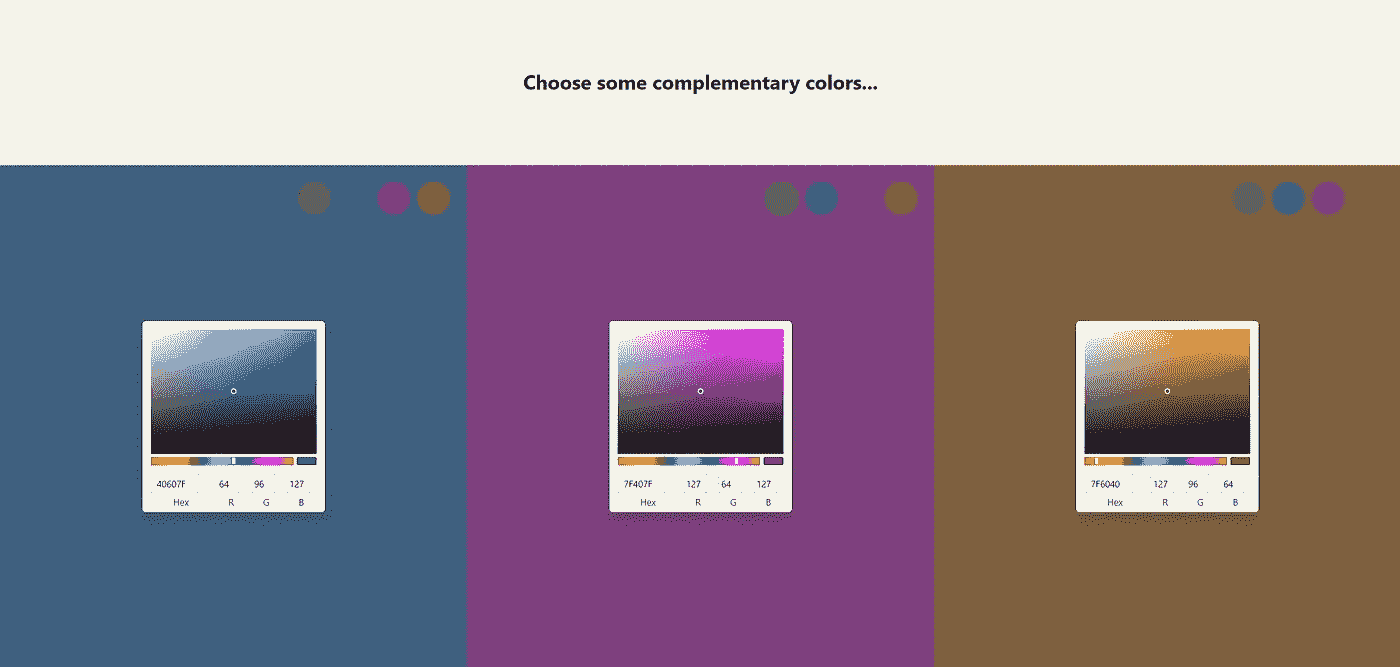 Choose some complementary colors...
40607F 64 96 127
Hex R G B
7F407F 127 64 127
Hex R G B
7F6040 127 96 64
Hex R G B